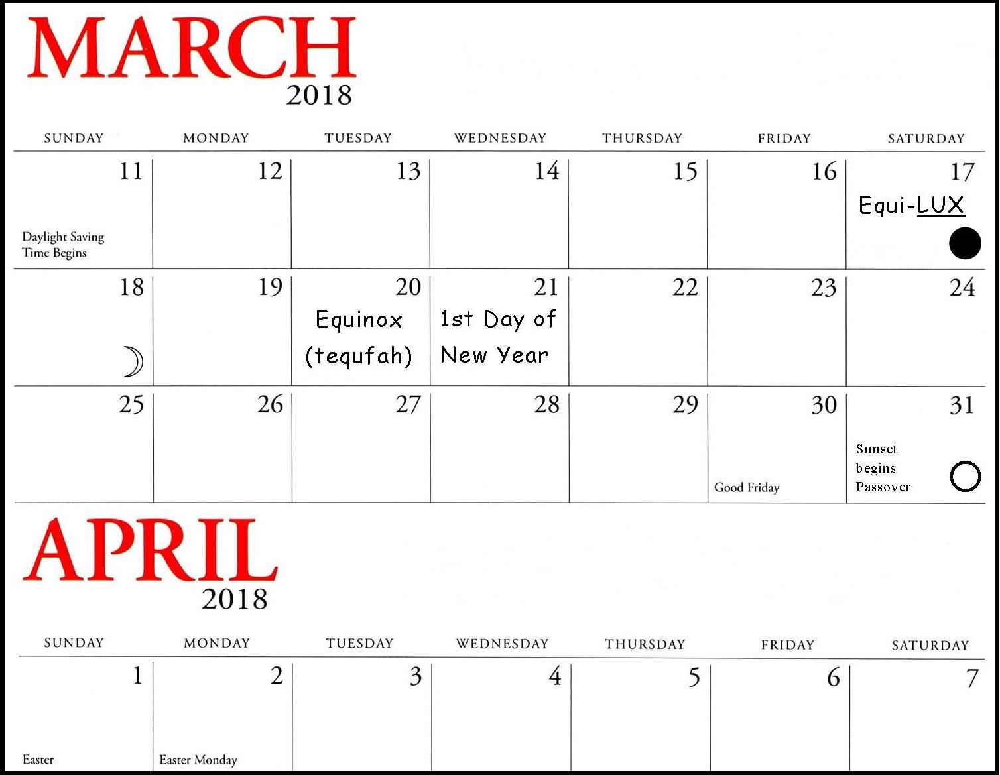 MARCH
2018
SUNDAY MONDAY TUESDAY WEDNESDAY THURSDAY FRIDAY SATURDAY
11 12 13 14 15 16 17
Equi-LUX
Daylight Saving
Time Begins
18 19 20 21 22 23 24
Equinox
(tequfah)
1st Day of
New Year
25 26 27 28 29 30 31
Good Friday
Sunset
begins
Passover
APRIL
2018
SUNDAY MONDAY TUESDAY WEDNESDAY THURSDAY FRIDAY SATURDAY
1 2 3 4 5 6 7
Easter
Easter Monday